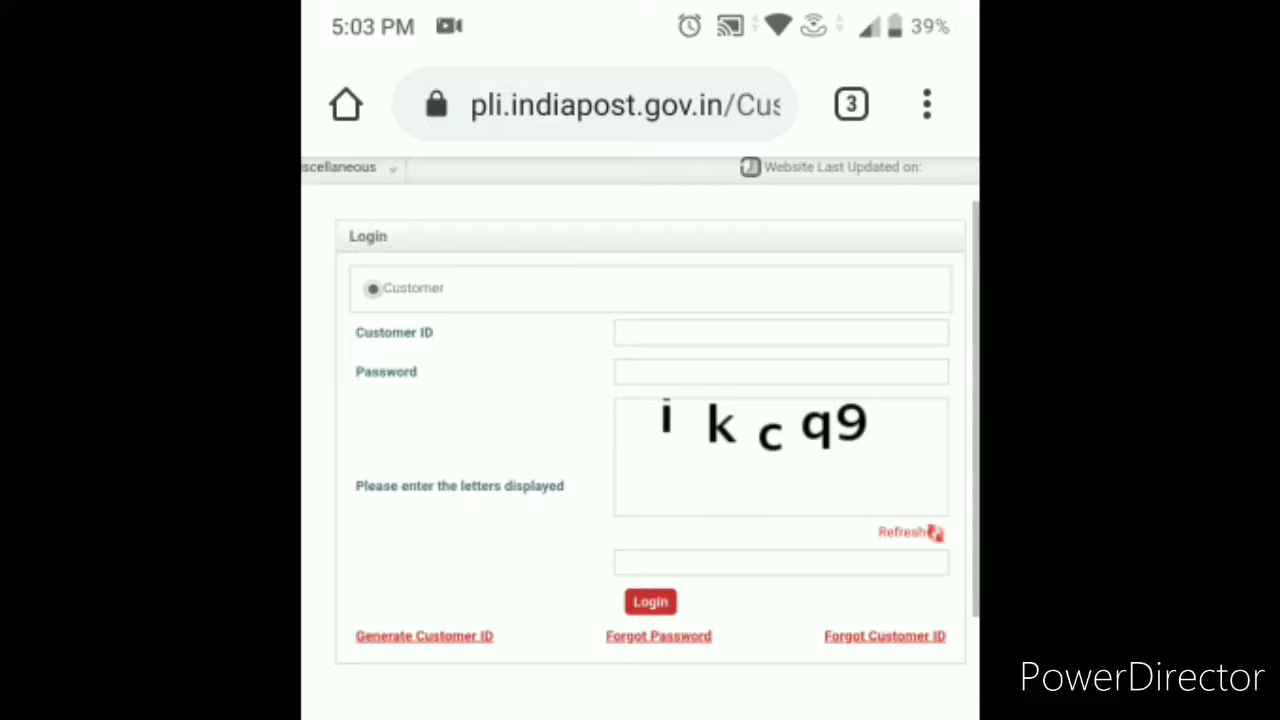 5:03 PM 39%
pli.indiapost.gov.in/Cus 3
scellaneous Website Last Updated on:
Login
Customer
Customer ID
Password
i k c q9
Please enter the letters displayed
Refresh
Login
Generate Customer ID Forgot Password Forgot Customer ID
PowerDirector